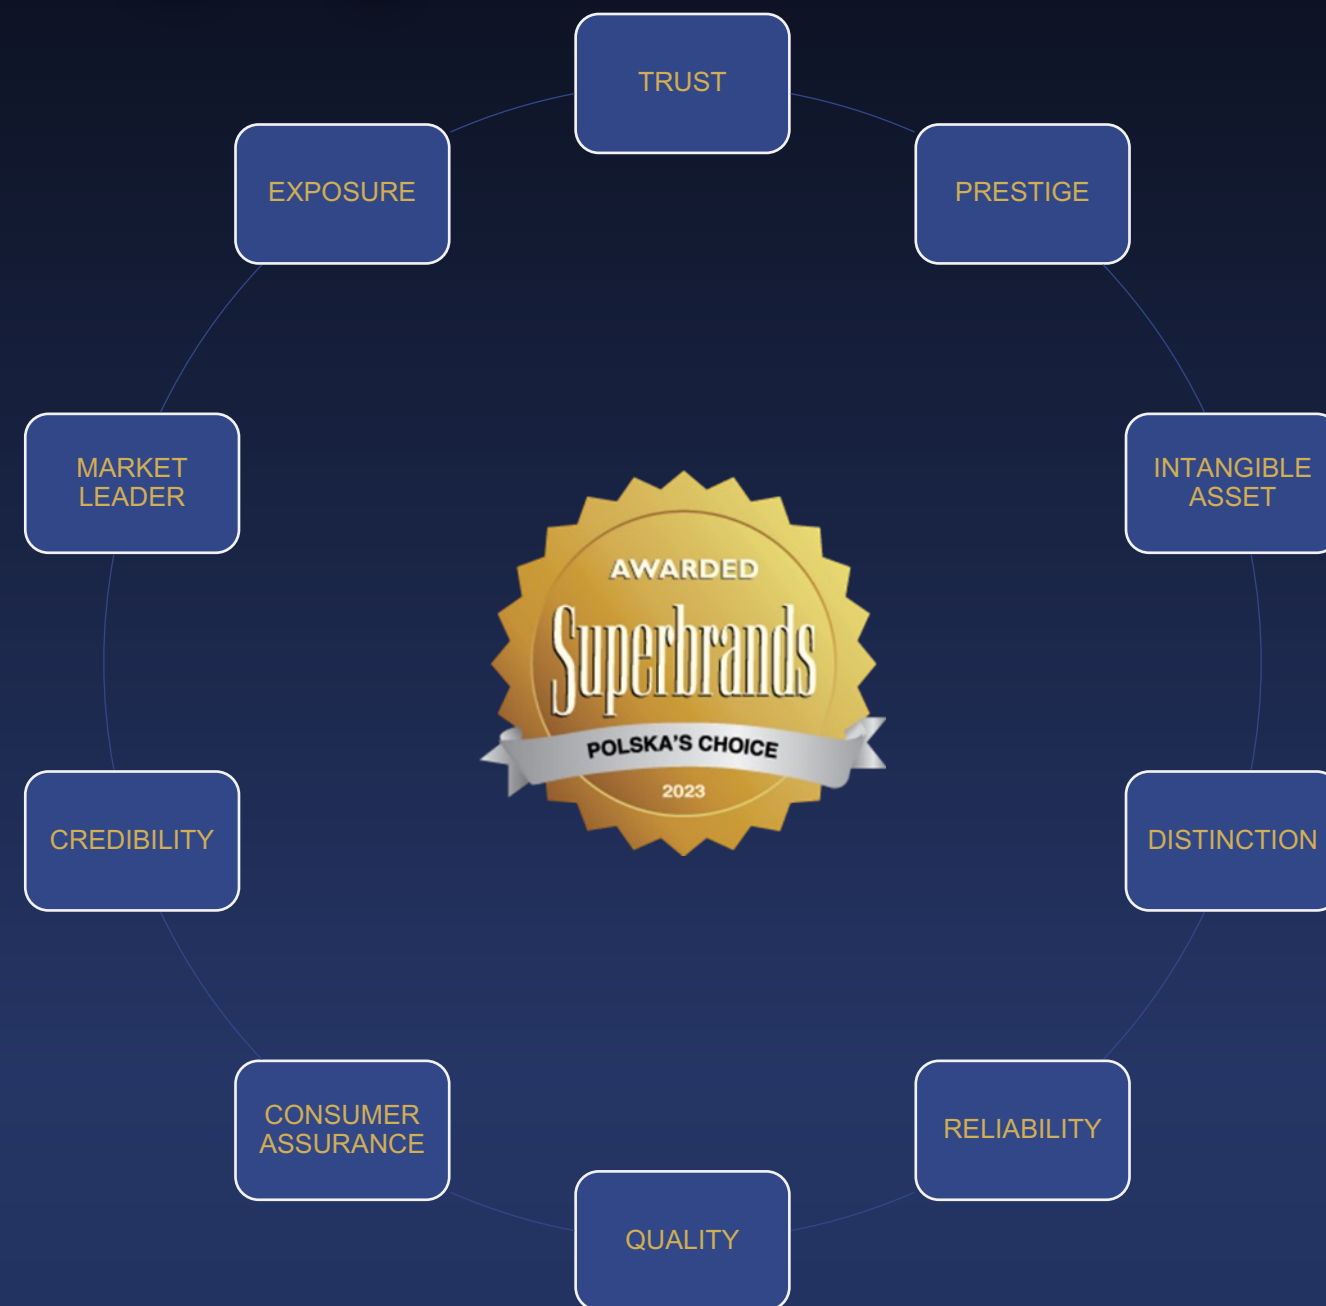 TRUST
PRESTIGE
INTANGIBLE
ASSET
DISTINCTION
RELIABILITY
QUALITY
CONSUMER
ASSURANCE
CREDIBILITY
MARKET
LEADER
EXPOSURE
AWARDED
Superbrands
POLSKA'S CHOICE
2023